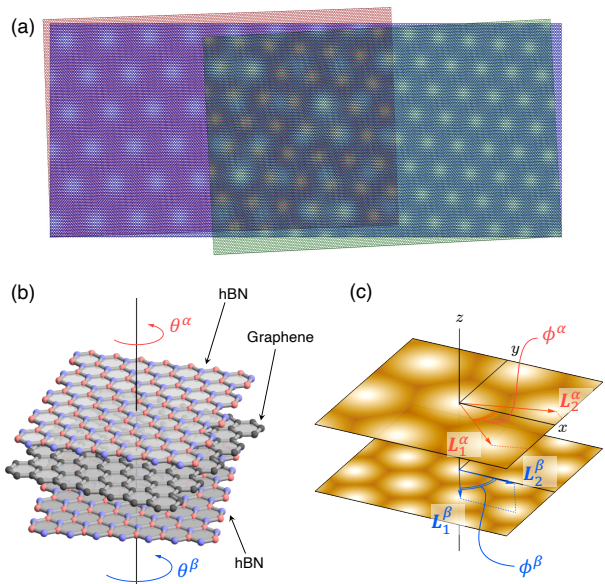 (a)
(b)
hBN
θ^α
Graphene
hBN
θ^β
(c)
z
ϕ^α
y
L_2^α
x
L_1^α
L_2^β
L_1^β
ϕ^β